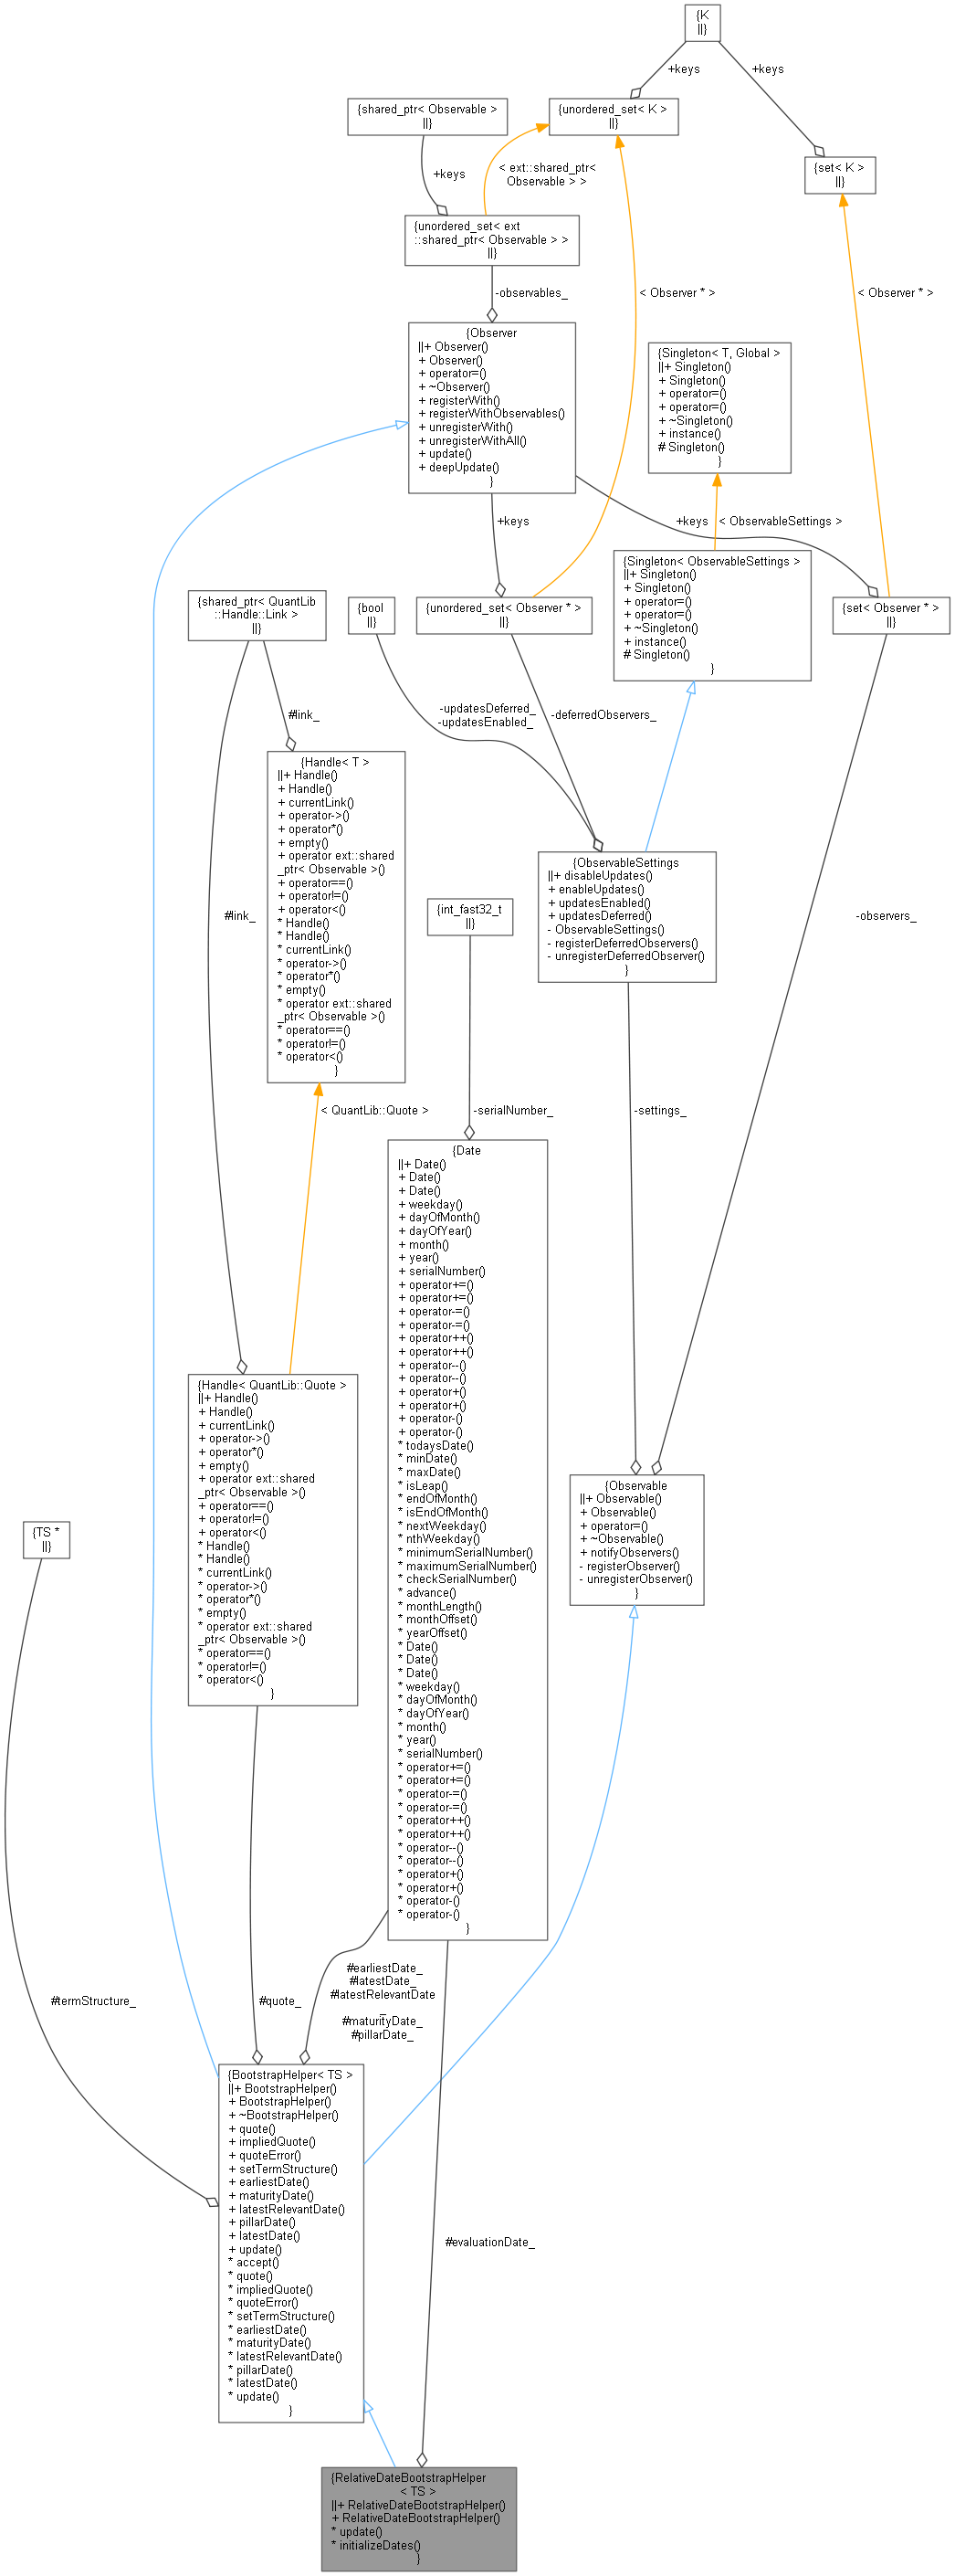 {K
||}
+keys
+keys
{shared_ptr< Observable >
||}
{unordered_set< K >
||}
{set< K >
||}
+keys
< ext::shared_ptr<
Observable > >
{unordered_set< ext
::shared_ptr< Observable > >
||}
-observables_
< Observer * >
< Observer * >
{Observer
||+ Observer()
+ Observer()
+ operator=()
+ ~Observer()
+ registerWith()
+ registerWithObservables()
+ unregisterWith()
+ unregisterWithAll()
+ update()
+ deepUpdate()
}
{Singleton< T, Global >
||+ Singleton()
+ Singleton()
+ operator=()
+ operator=()
+ ~Singleton()
+ instance()
# Singleton()
}
+keys
+keys
< ObservableSettings >
{Singleton< ObservableSettings >
||+ Singleton()
+ Singleton()
+ operator=()
+ operator=()
+ ~Singleton()
+ instance()
# Singleton()
}
{shared_ptr< QuantLib
::Handle::Link >
||}
{bool
||}
{unordered_set< Observer * >
||}
{set< Observer * >
||}
#link_
-updatesDeferred_
-updatesEnabled_
-deferredObservers_
{Handle< T >
||+ Handle()
+ Handle()
+ currentLink()
+ operator->()
+ operator*()
+ empty()
+ operator ext::shared
_ptr< Observable >()
+ operator==()
+ operator!=()
+ operator<()
* Handle()
* Handle()
* currentLink()
* operator->()
* operator*()
* empty()
* operator ext::shared
_ptr< Observable >()
* operator==()
* operator!=()
* operator<()
}
#link_
{int_fast32_t
||}
{ObservableSettings
||+ disableUpdates()
+ enableUpdates()
+ updatesEnabled()
+ updatesDeferred()
- ObservableSettings()
- registerDeferredObservers()
- unregisterDeferredObserver()
}
-observers_
< QuantLib::Quote >
-serialNumber_
-settings_
{Date
||+ Date()
+ Date()
+ Date()
+ weekday()
+ dayOfMonth()
+ dayOfYear()
+ month()
+ year()
+ serialNumber()
+ operator+=()
+ operator+=()
+ operator-=()
+ operator-=()
+ operator++()
+ operator++()
+ operator--()
+ operator--()
+ operator+()
+ operator+()
+ operator-()
+ operator-()
* todaysDate()
* minDate()
* maxDate()
* isLeap()
* endOfMonth()
* isEndOfMonth()
* nextWeekday()
* nthWeekday()
* minimumSerialNumber()
* maximumSerialNumber()
* checkSerialNumber()
* advance()
* monthLength()
* monthOffset()
* yearOffset()
* Date()
* Date()
* Date()
* weekday()
* dayOfMonth()
* dayOfYear()
* month()
* year()
* serialNumber()
* operator+=()
* operator+=()
* operator-=()
* operator-=()
* operator++()
* operator++()
* operator--()
* operator--()
* operator+()
* operator+()
* operator-()
* operator-()
}
{Handle< QuantLib::Quote >
||+ Handle()
+ Handle()
+ currentLink()
+ operator->()
+ operator*()
+ empty()
+ operator ext::shared
_ptr< Observable >()
+ operator==()
+ operator!=()
+ operator<()
* Handle()
* Handle()
* currentLink()
* operator->()
* operator*()
* empty()
* operator ext::shared
_ptr< Observable >()
* operator==()
* operator!=()
* operator<()
}
{Observable
||+ Observable()
+ Observable()
+ operator=()
+ ~Observable()
+ notifyObservers()
- registerObserver()
- unregisterObserver()
}
{TS *
||}
#termStructure_
#quote_
#earliestDate_
#latestDate_
#latestRelevantDate
_
#maturityDate_
#pillarDate_
{BootstrapHelper< TS >
||+ BootstrapHelper()
+ BootstrapHelper()
+ ~BootstrapHelper()
+ quote()
+ impliedQuote()
+ quoteError()
+ setTermStructure()
+ earliestDate()
+ maturityDate()
+ latestRelevantDate()
+ pillarDate()
+ latestDate()
+ update()
* accept()
* quote()
* impliedQuote()
* quoteError()
* setTermStructure()
* earliestDate()
* maturityDate()
* latestRelevantDate()
* pillarDate()
* latestDate()
* update()
}
#evaluationDate_
{RelativeDateBootstrapHelper
< TS >
||+ RelativeDateBootstrapHelper()
+ RelativeDateBootstrapHelper()
* update()
* initializeDates()
}